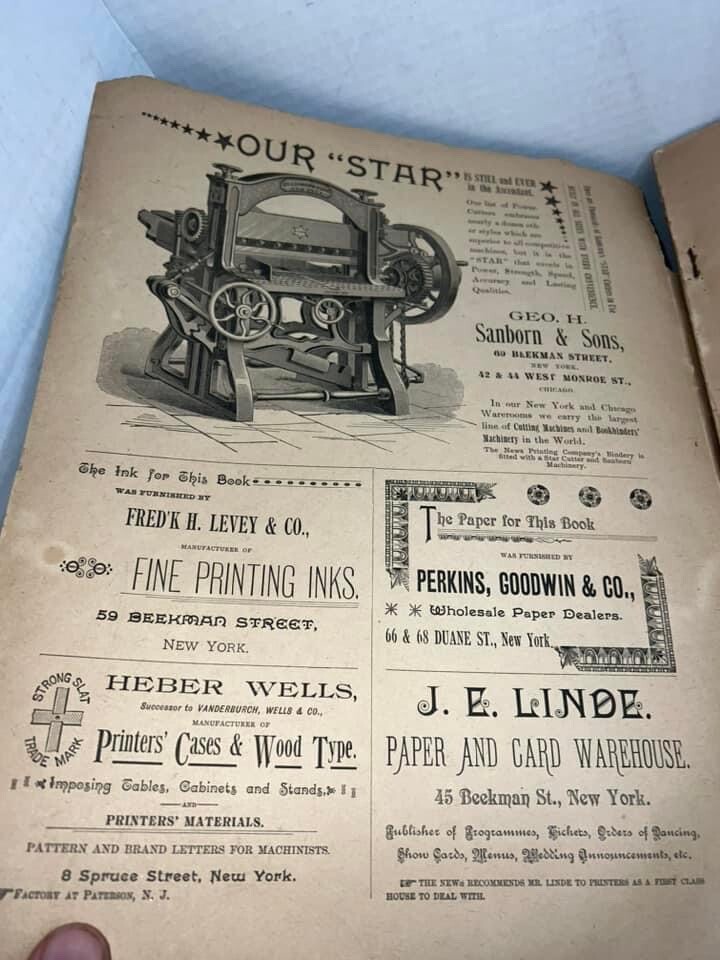 OUR "STAR"
IS STILL and EVER
in the Ascendant.
Our list of Power
Cutters embraces
nearly a dozen
or styles which are
superior to all competitive
machines, but it is the
"STAR" that excels in
Power, Strength, Speed,
Accuracy and Lasting
Qualities.
GEO. H.
Sanborn & Sons,
69 BEEKMAN STREET,
NEW YORK.
42 & 44 WEST MONROE ST.,
CHICAGO.
In our New York and Chicago
Warerooms we carry the largest
line of Cutting Machines and Bookbinders'
Machinery in the World.
The News Printing Company's Bindery is
fitted with a Star Cutter and Sanborn
Machinery.
The Ink for This Book
WAS FURNISHED BY
FRED'K H. LEVEY & CO.,
MANUFACTURER OF
FINE PRINTING INKS.
59 BEEKMAN STREET,
NEW YORK.
The Paper for This Book
WAS FURNISHED BY
PERKINS, GOODWIN & CO.,
Wholesale Paper Dealers.
66 & 68 DUANE ST., New York.
STRONG SLAT
TRADE MARK
HEBER WELLS,
Successor to VANDERBURCH, WELLS & CO.,
MANUFACTURER OF
Printers' Cases & Wood Type.
Imposing Tables, Cabinets and Stands,
AND
PRINTERS' MATERIALS.
PATTERN AND BRAND LETTERS FOR MACHINISTS.
8 Spruce Street, New York.
FACTORY AT PATERSON, N. J.
J. E. LINDE.
PAPER AND CARD WAREHOUSE.
45 Beekman St., New York.
Publisher of Programmes, Tickets, Orders of Dancing,
Show Cards, Menus, Wedding Announcements, etc.
THE NEWS RECOMMENDS MR. LINDE TO PRINTERS AS A FIRST CLASS
HOUSE TO DEAL WITH.